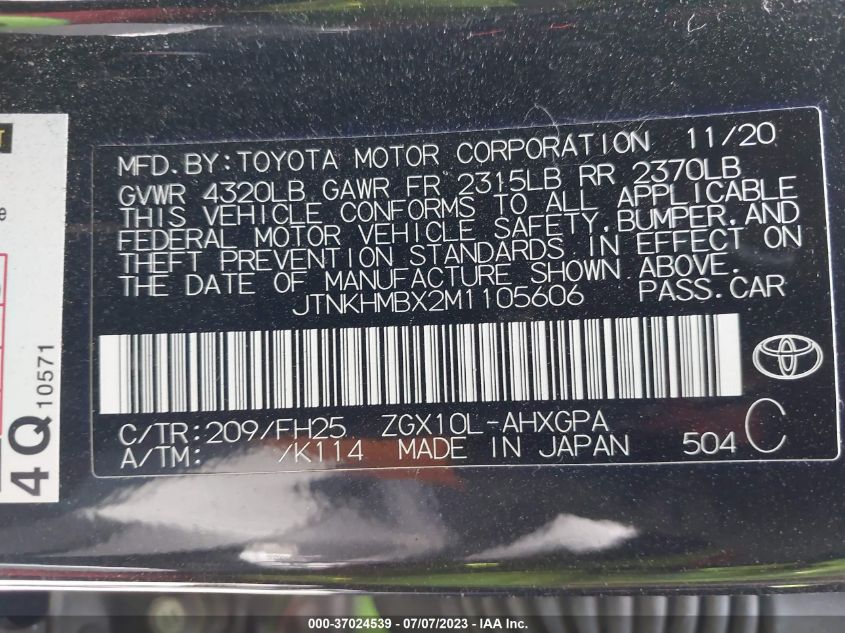 MFD.BY:TOYOTA MOTOR CORPORATION 11/20
GVWR 4320LB GAWR FR 2315LB RR 2370LB
THIS VEHICLE CONFORMS TO ALL APPLICABLE
FEDERAL MOTOR VEHICLE SAFETY,BUMPER,AND
THEFT PREVENTION STANDARDS IN EFFECT ON
THE DATE OF MANUFACTURE SHOWN ABOVE.
JTNKHMBX2M1105606 PASS.CAR
C/TR:209/FH25 ZGX10L-AHXGPA
A/TM: /K114 MADE IN JAPAN 504 C
4Q 10571
000-37024539 - 07/07/2023 - IAA Inc.